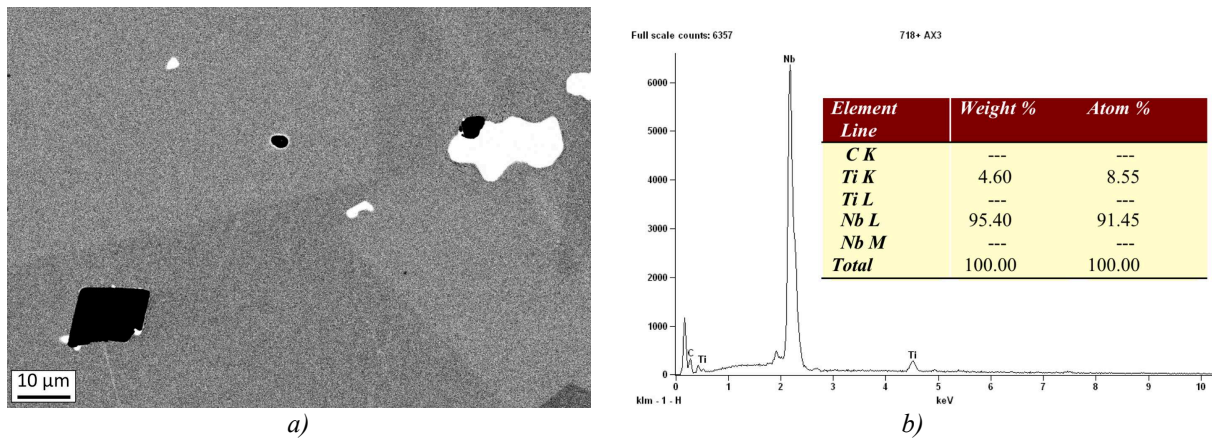 10 μm
a)
Full scale counts: 6357
718+ AX3
Nb
6000
5000
4000
3000
2000
1000
0
C
Ti
Ti
0
1
2
3
4
5
6
7
8
9
10
klm - 1 - H
keV
Element Line
Weight %
Atom %
C K
---
---
Ti K
4.60
8.55
Ti L
---
---
Nb L
95.40
91.45
Nb M
---
---
Total
100.00
100.00
b)